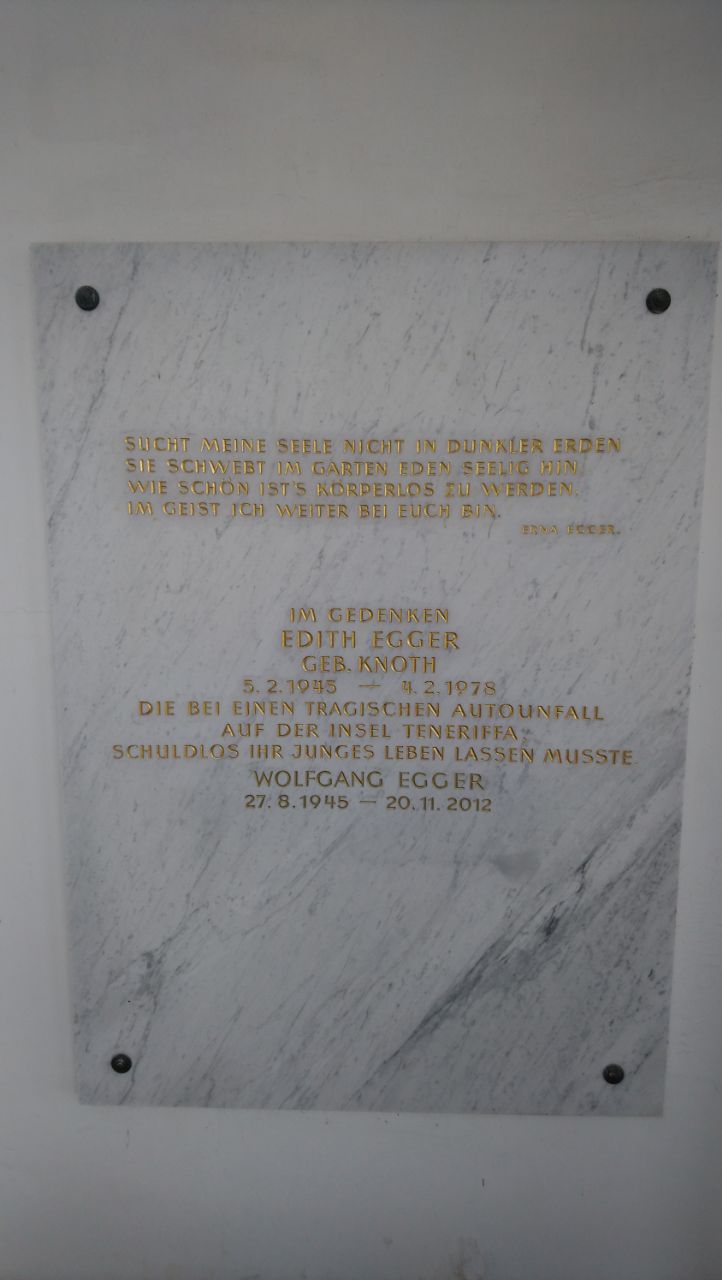 SUCHT MEINE SEELE NICHT IN DUNKLER ERDEN
SIE SCHWEBT IM GARTEN EDEN SEELIG HIN.
WIE SCHÖN IST'S KÖRPERLOS ZU WERDEN.
IM GEIST ICH WEITER BEI EUCH BIN.
ERNA EGGER.
IM GEDENKEN
EDITH EGGER
GEB. KNOTH
5.2.1945 — 4.2.1978
DIE BEI EINEN TRAGISCHEN AUTOUNFALL
AUF DER INSEL TENERIFFA,
SCHULDLOS IHR JUNGES LEBEN LASSEN MUSSTE.
WOLFGANG EGGER
27.8.1945 — 20.11.2012